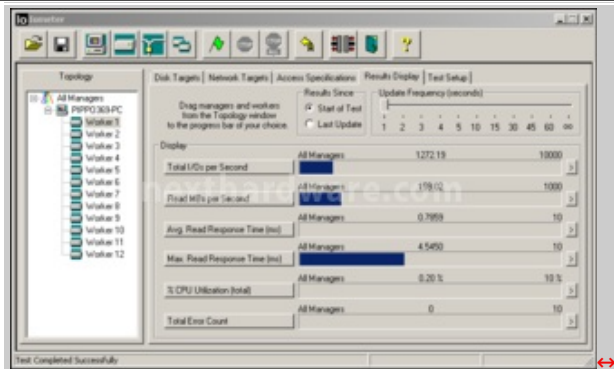 Iometer
Topology
All Managers
PIPPO369-PC
Worker 1
Worker 2
Worker 3
Worker 4
Worker 5
Worker 6
Worker 7
Worker 8
Worker 9
Worker 10
Worker 11
Worker 12
Disk Targets
Network Targets
Access Specifications
Results Display
Test Setup
Drag managers and workers
from the Topology window
to the progress bar of your choice.
Results Since
Start of Test
Last Update
Update Frequency (seconds)
1 2 3 4 5 10 15 30 45 60 oo
Display
All Managers 1272.19 10000
Total I/Os per Second
All Managers 159.02 1000
Read MB's per Second
All Managers 0.7859 10
Avg. Read Response Time (ms)
All Managers 4.5450 10
Max. Read Response Time (ms)
All Managers 0.20 % 10 %
% CPU Utilization (total)
All Managers 0 10
Total Error Count
nexthardware.com
Test Completed Successfully